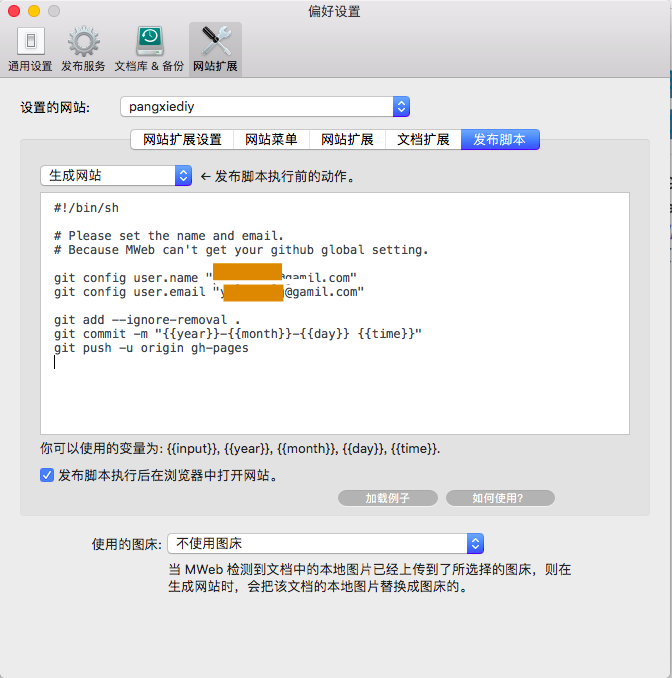 偏好设置
通用设置 发布服务 文档库 & 备份 网站扩展
设置的网站: pangxiediy
网站扩展设置 网站菜单 网站扩展 文档扩展 发布脚本
生成网站 ← 发布脚本执行前的动作。
#!/bin/sh
# Please set the name and email.
# Because MWeb can't get your github global setting.
git config user.name "@gamil.com"
git config user.email "@gamil.com"
git add --ignore-removal .
git commit -m "{{year}}-{{month}}-{{day}} {{time}}"
git push -u origin gh-pages
你可以使用的变量为: {{input}}, {{year}}, {{month}}, {{day}}, {{time}}.
发布脚本执行后在浏览器中打开网站。
加载例子 如何使用?
使用的图床: 不使用图床
当 MWeb 检测到文档中的本地图片已经上传到了所选择的图床，则在
生成网站时，会把该文档的本地图片替换成图床的。